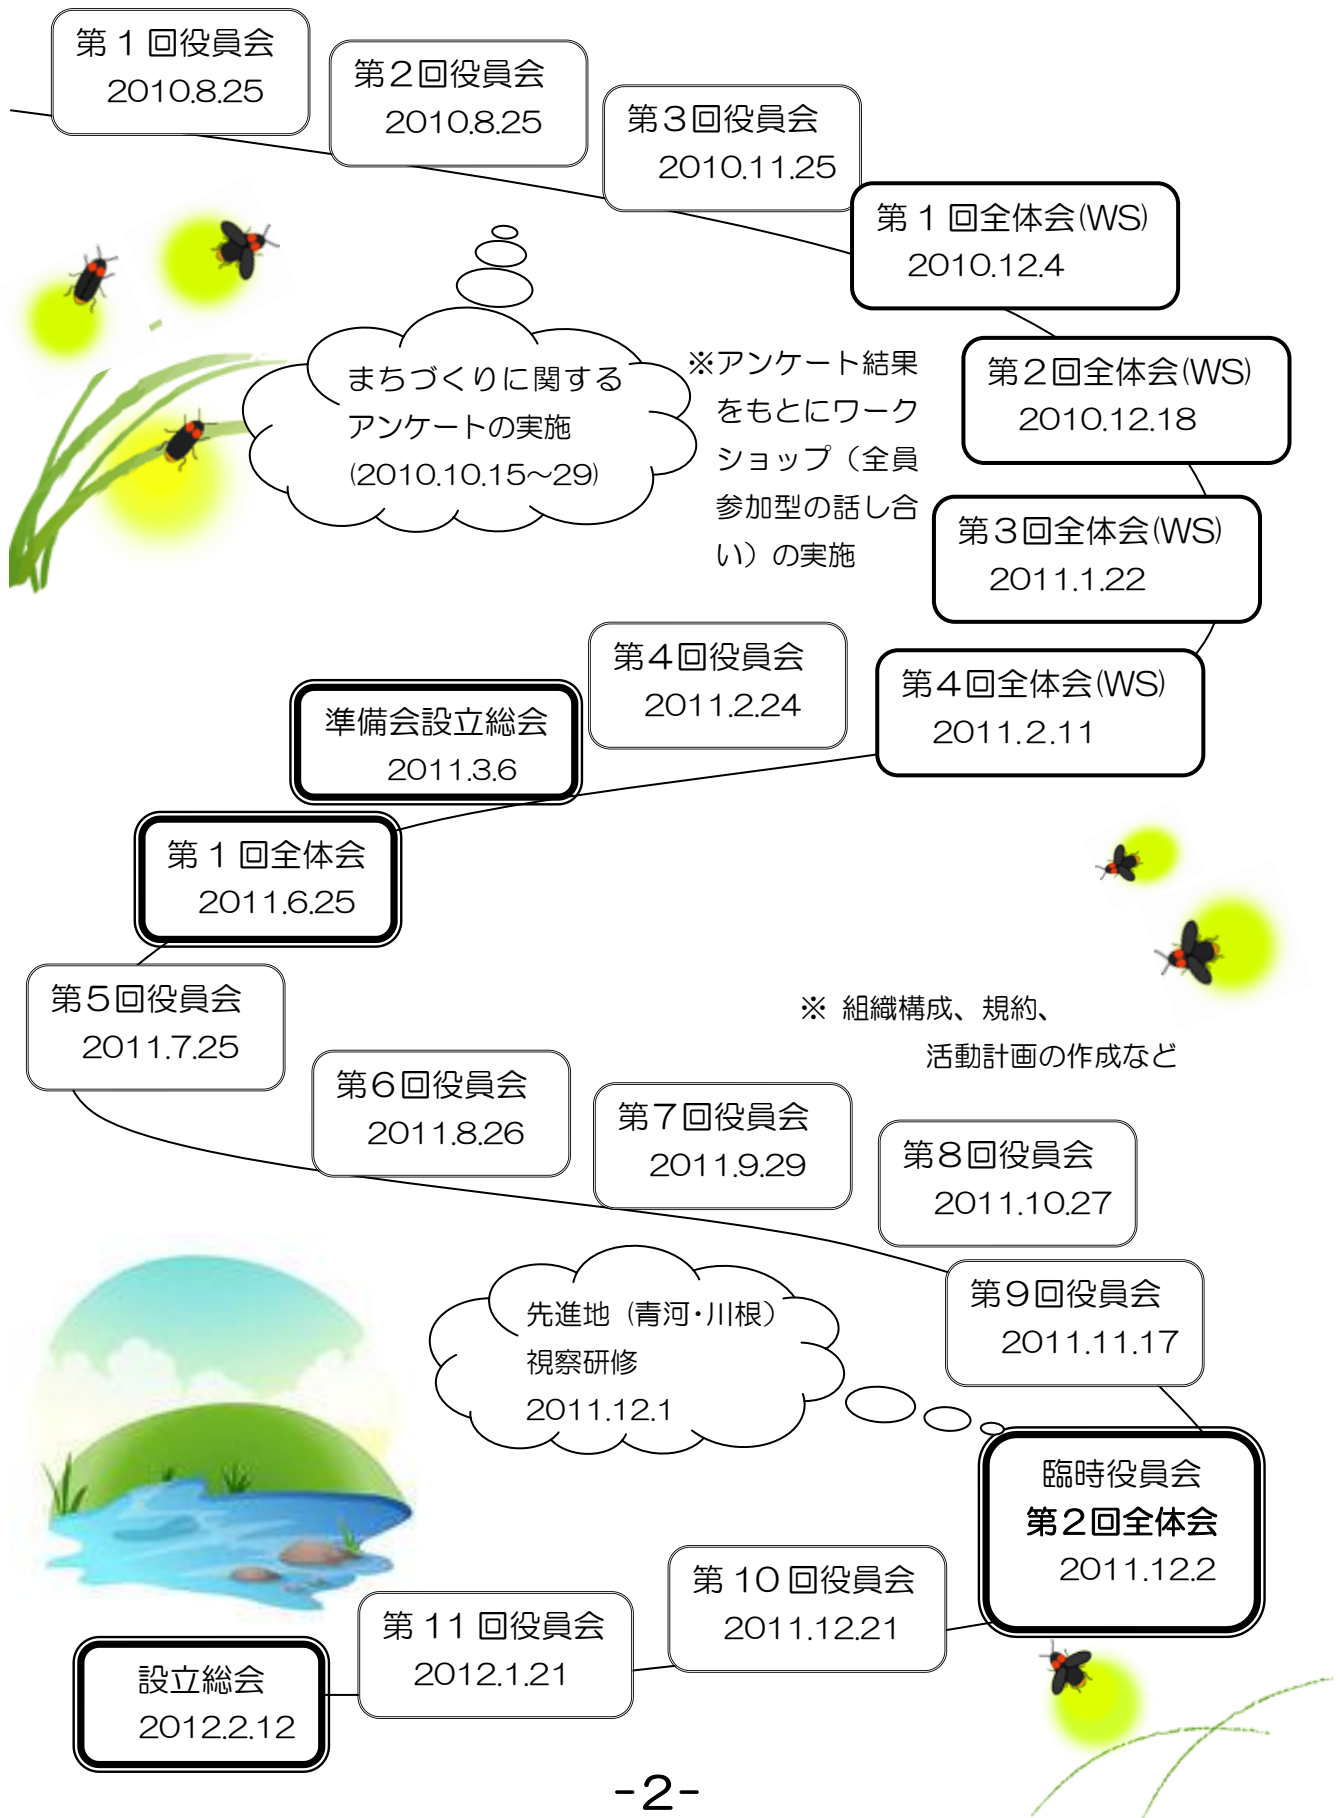 第１回役員会
2010.8.25
第２回役員会
2010.8.25
第３回役員会
2010.11.25
第１回全体会(WS)
2010.12.4
まちづくりに関する
アンケートの実施
(2010.10.15～29)
※アンケート結果
をもとにワーク
ショップ（全員
参加型の話し合
い）の実施
第２回全体会(WS)
2010.12.18
第３回全体会(WS)
2011.1.22
第４回全体会(WS)
2011.2.11
第４回役員会
2011.2.24
準備会設立総会
2011.3.6
第１回全体会
2011.6.25
第５回役員会
2011.7.25
※ 組織構成、規約、
活動計画の作成など
第６回役員会
2011.8.26
第７回役員会
2011.9.29
第８回役員会
2011.10.27
第９回役員会
2011.11.17
先進地（青河・川根）
視察研修
2011.12.1
臨時役員会
第２回全体会
2011.12.2
第 10 回役員会
2011.12.21
第 11 回役員会
2012.1.21
設立総会
2012.2.12
-2-